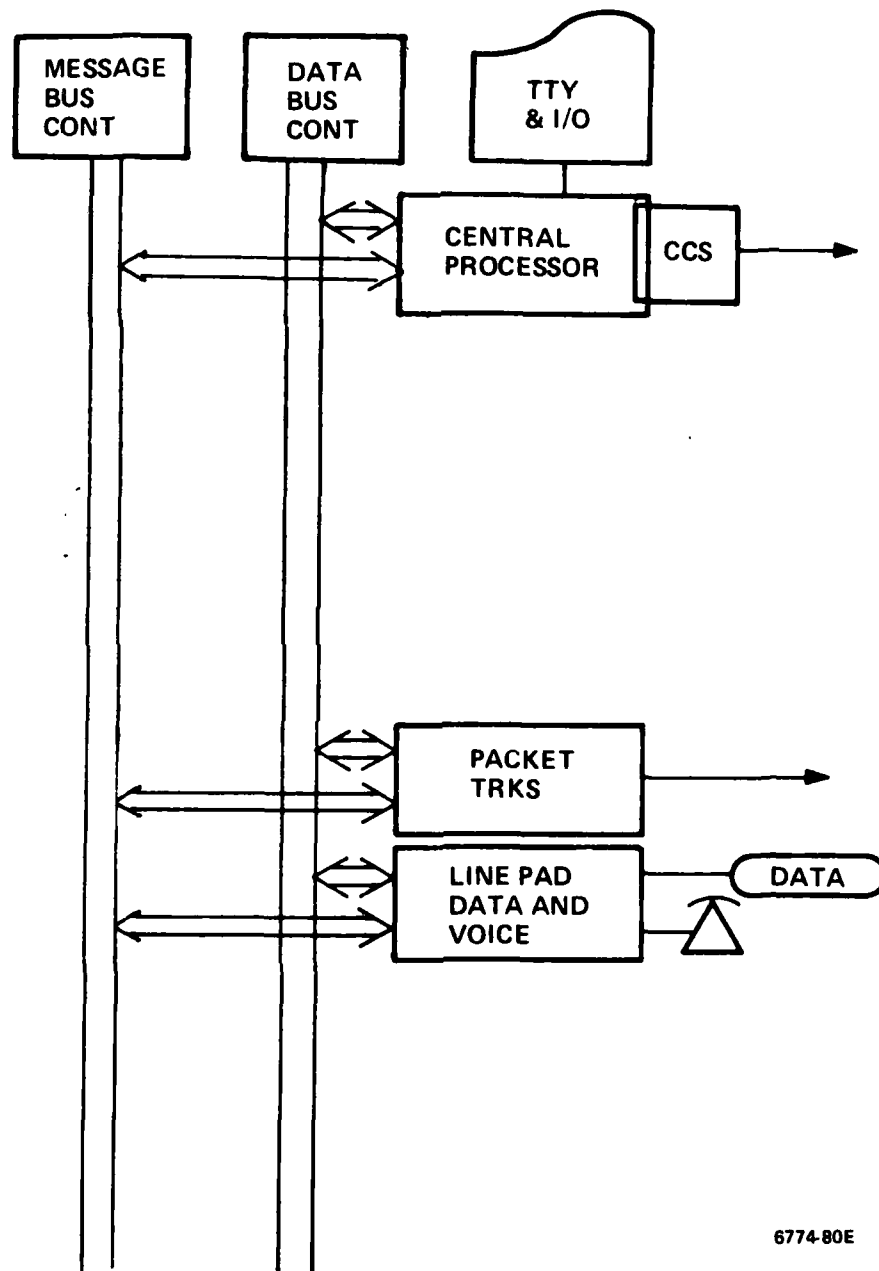 MESSAGE
BUS
CONT
DATA
BUS
CONT
TTY
& I/O
CENTRAL
PROCESSOR
CCS
PACKET
TRKS
LINE PAD
DATA AND
VOICE
DATA
6774-80E